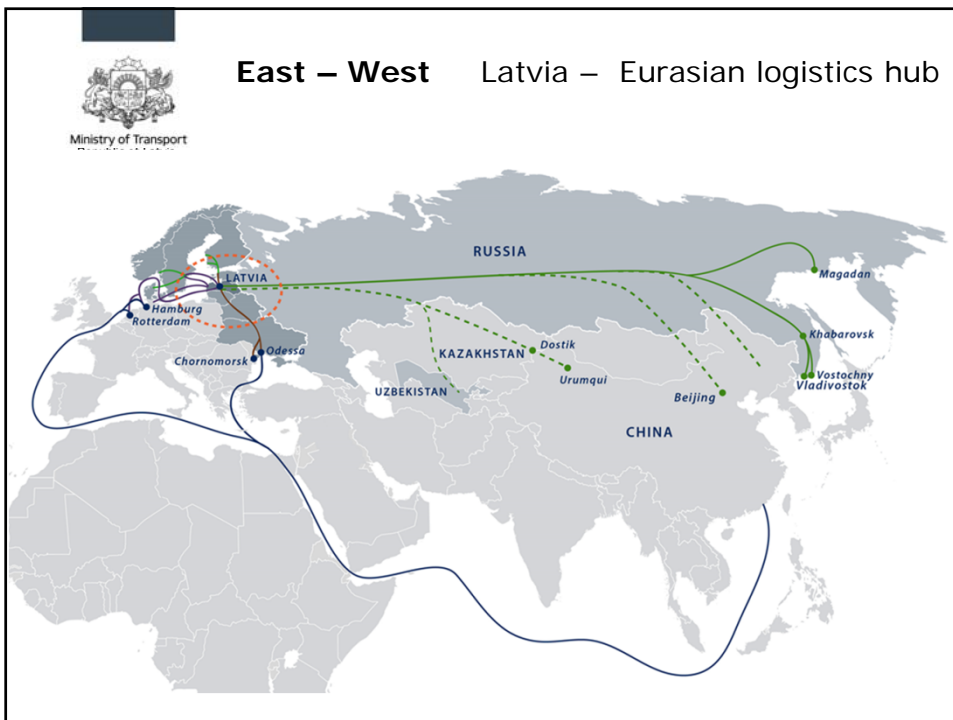 East – West Latvia – Eurasian logistics hub
Ministry of Transport
RUSSIA
LATVIA
Magadan
Hamburg
Rotterdam
Khabarovsk
Odessa
Chornomorsk
Dostik
KAZAKHSTAN
Urumqui
Vostochny
Vladivostok
UZBEKISTAN
Beijing
CHINA